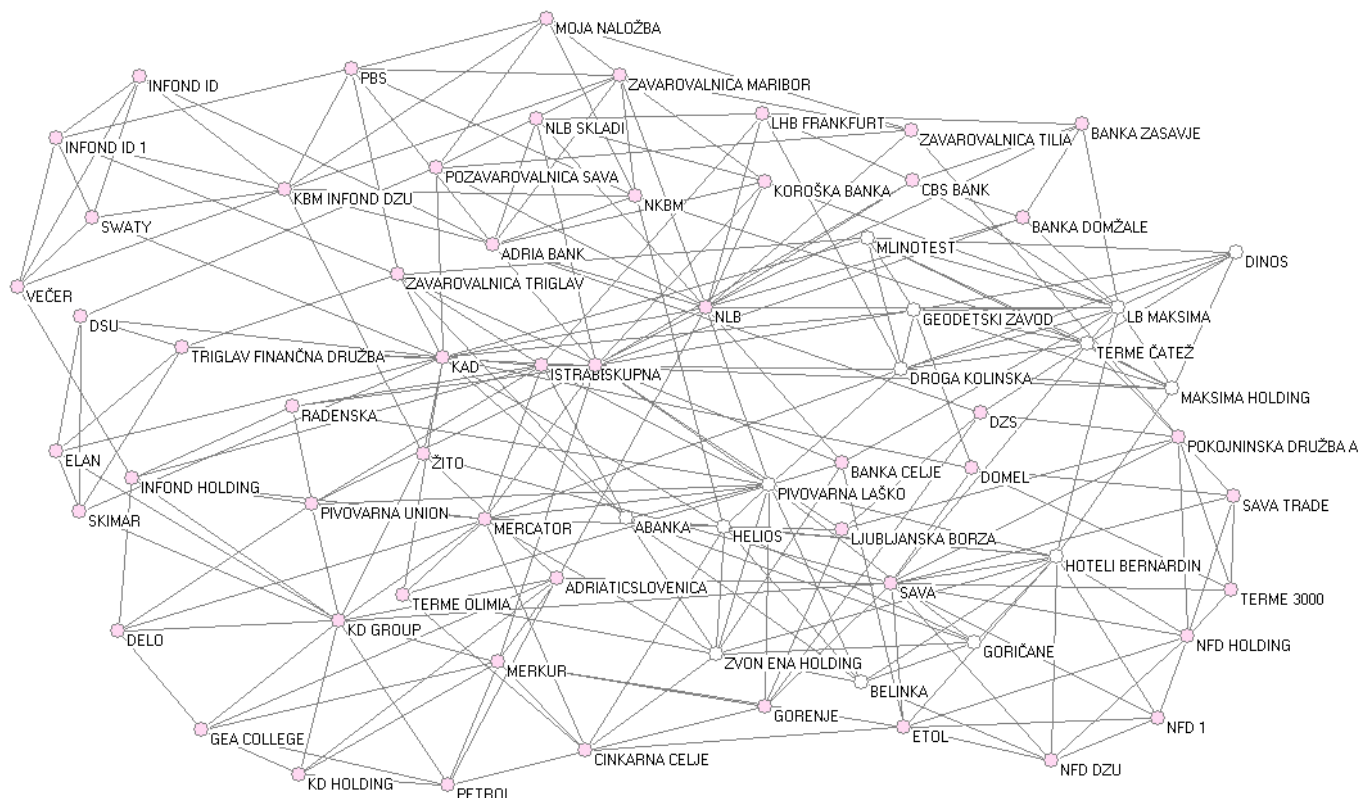 MOJA NALOŽBA
PBS
INFOND ID
ZAVAROVALNICA MARIBOR
NLB SKLADI
LHB FRANKFURT
ZAVAROVALNICA TILIA
BANKA ZASAVJE
INFOND ID 1
POZAVAROVALNICA SAVA
KOROŠKA BANKA
CBS BANK
KBM INFOND DZU
NKBM
SWATY
BANKA DOMŽALE
ADRIA BANK
MLINOTEST
DINOS
ZAVAROVALNICA TRIGLAV
VEČER
NLB
GEODETSKI ZAVOD
LB MAKSIMA
DSU
TERME ČATEŽ
TRIGLAV FINANČNA DRUŽBA
KAD
ISTRABISKUPNA
DROGA KOLINSKA
MAKSIMA HOLDING
RADENSKA
DZS
POKOJNINSKA DRUŽBA A
ELAN
ŽITO
BANKA CELJE
DOMEL
INFOND HOLDING
PIVOVARNA LAŠKO
SAVA TRADE
SKIMAR
PIVOVARNA UNION
MERCATOR
ABANKA
HELIOS
LJUBLJANSKA BORZA
HOTELI BERNARDIN
ADRIATICSLOVENICA
SAVA
TERME OLIMIA
TERME 3000
DELO
KD GROUP
NFD HOLDING
GORIČANE
ZVON ENA HOLDING
MERKUR
BELINKA
GORENJE
NFD 1
GEA COLLEGE
ETOL
CINKARNA CELJE
NFD DZU
KD HOLDING
PETROL